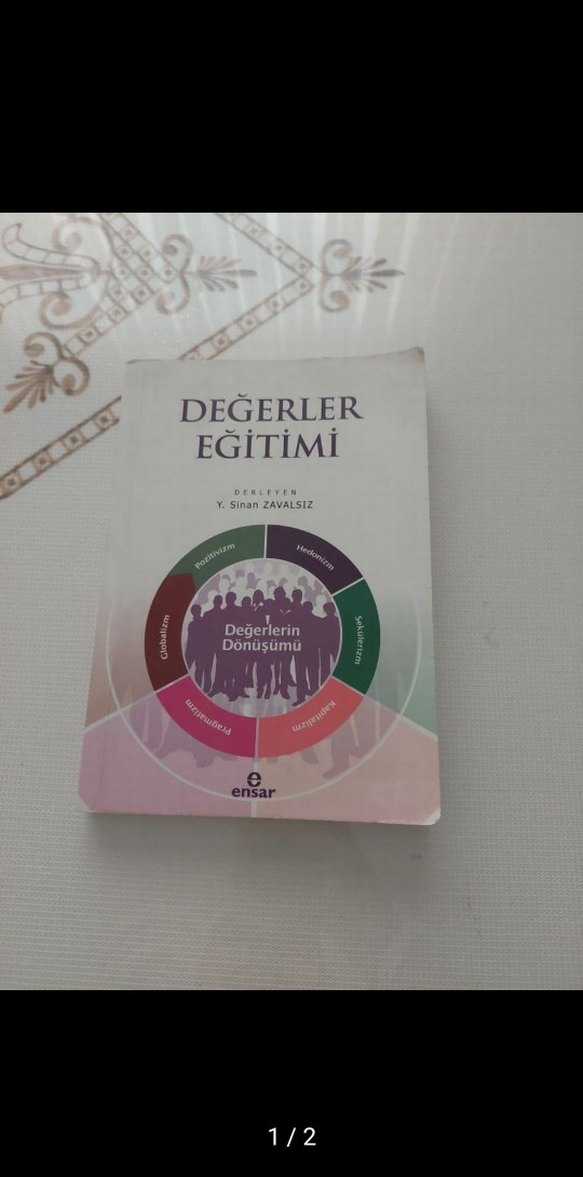 DEĞERLER
EĞİTİMİ
DERLEYEN
Y. Sinan ZAVALSIZ
Pozitivizm
Hedonizm
Globalizm
Sekülerizm
Değerlerin
Dönüşümü
Pragmatizm
Kapitalizm
e
ensar
1 / 2